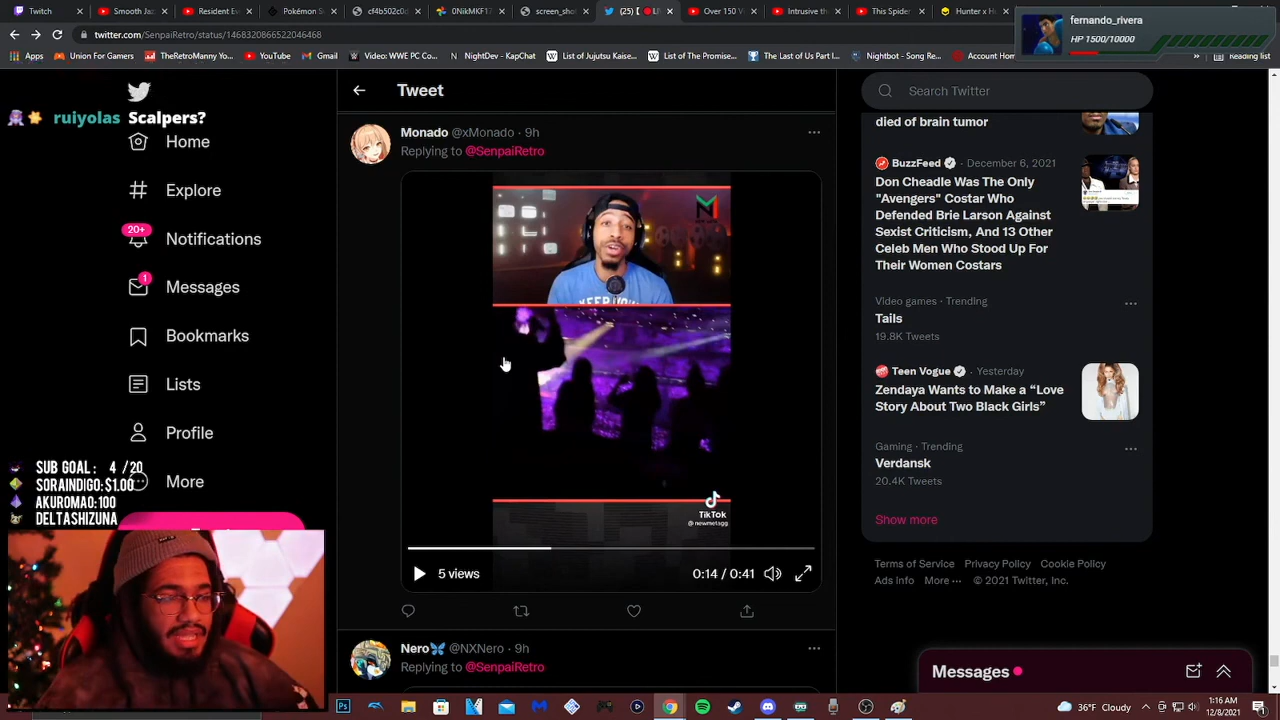 Twitch
Smooth Ja
Resident Ev
Pokémon S
cf4b502c0
0NikMF17
screen_sho
(25) [
Li
Over 150 V
Intrusive th
This Spider
Hunter x H
fernando_rivera
HP 1500/10000
twitter.com/SenpaiRetro/status/1468320866522046468
Apps
Union For Gamers
TheRetroManny Yo...
YouTube
Gmail
Video: WWE PC Co...
NightDev - KapChat
List of Jujutsu Kaise...
List of The Promise...
The Last of Us Part...
Nightbot - Song Re...
Account Hom
»
Reading list
ruiyolas Scalpers?
Home
Explore
20+
Notifications
1
Messages
Bookmarks
Lists
Profile
More
SUB GOAL : 4 /20
SORAINDIGO: $1.00
AKUROMAO: 100
DELTASHIZUNA
Tweet
Monado @xMonado · 9h
Replying to @SenpaiRetro
TikTok
@ newmetagg
5 views
0:14 / 0:41
Nero @NXNero · 9h
Replying to @SenpaiRetro
Search Twitter
died of brain tumor
BuzzFeed · December 6, 2021
Don Cheadle Was The Only
"Avengers" Costar Who
Defended Brie Larson Against
Sexist Criticism, And 13 Other
Celeb Men Who Stood Up For
Their Women Costars
Video games · Trending
Tails
19.8K Tweets
Teen Vogue · Yesterday
Zendaya Wants to Make a “Love
Story About Two Black Girls”
Gaming · Trending
Verdansk
20.4K Tweets
Show more
Terms of Service Privacy Policy Cookie Policy
Ads Info More ··· © 2021 Twitter, Inc.
Messages
36°F Cloudy
1:16 AM
12/8/2021